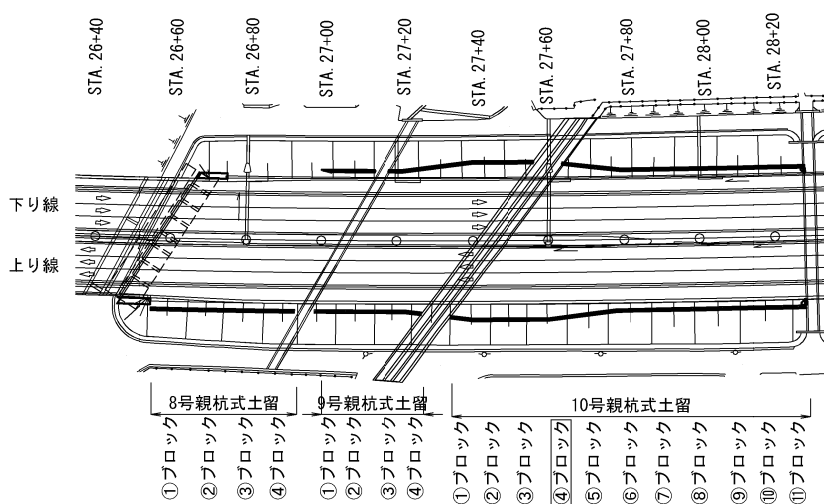 STA. 26+40
STA. 26+60
STA. 26+80
STA. 27+00
STA. 27+20
STA. 27+40
STA. 27+60
STA. 27+80
STA. 28+00
STA. 28+20
下り線
上り線
8号親杭式土留
9号親杭式土留
10号親杭式土留
①ブロック
②ブロック
③ブロック
④ブロック
①ブロック
②ブロック
③ブロック
④ブロック
①ブロック
②ブロック
③ブロック
④ブロック
⑤ブロック
⑥ブロック
⑦ブロック
⑧ブロック
⑨ブロック
⑩ブロック
⑪ブロック